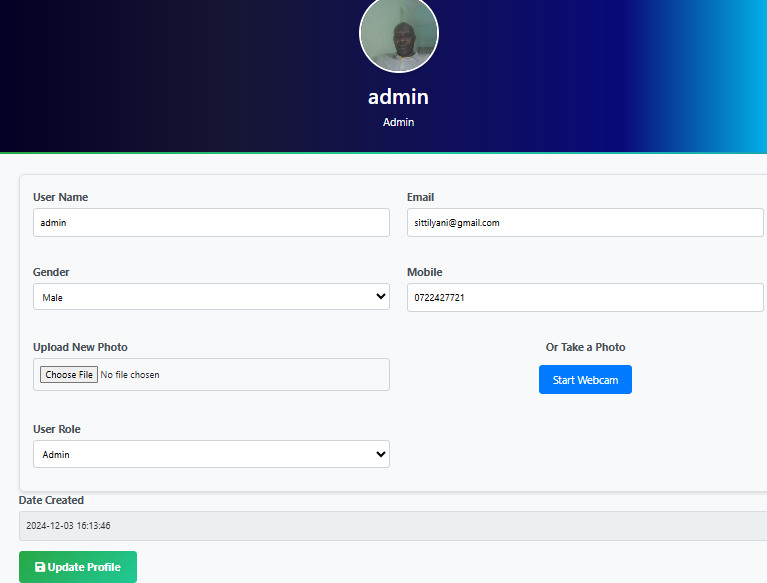 admin
Admin
User Name
admin
Email
sittilyani@gmail.com
Gender
Male
Mobile
0722427721
Upload New Photo
Choose File No file chosen
Or Take a Photo
Start Webcam
User Role
Admin
Date Created
2024-12-03 16:13:46
Update Profile